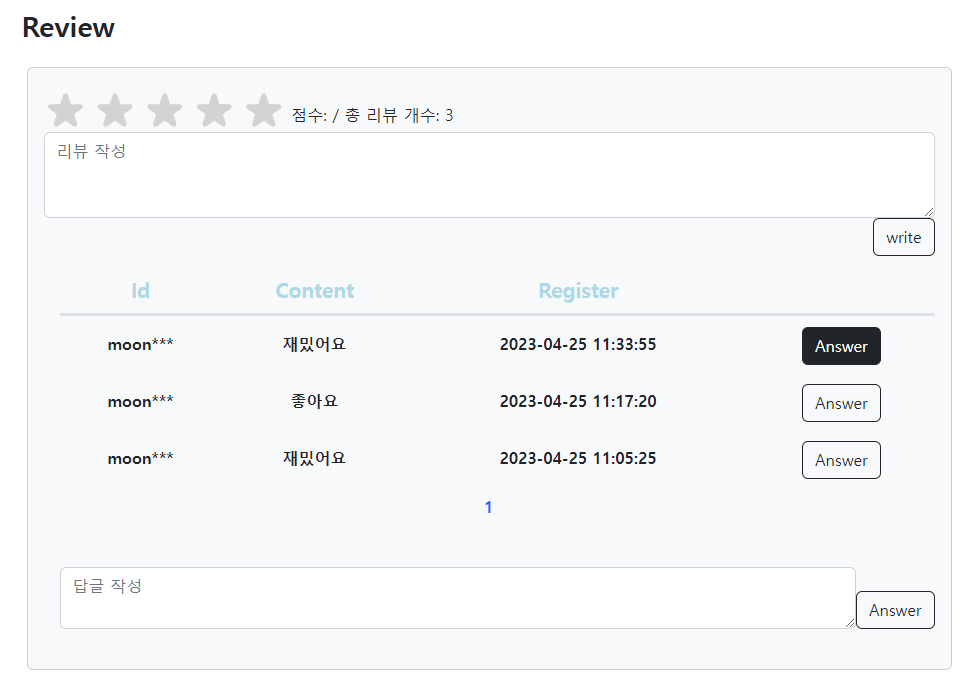 Review
점수: / 총 리뷰 개수: 3
리뷰 작성
write
Id Content Register
moon*** 재밌어요 2023-04-25 11:33:55 Answer
moon*** 좋아요 2023-04-25 11:17:20 Answer
moon*** 재밌어요 2023-04-25 11:05:25 Answer
1
답글 작성
Answer